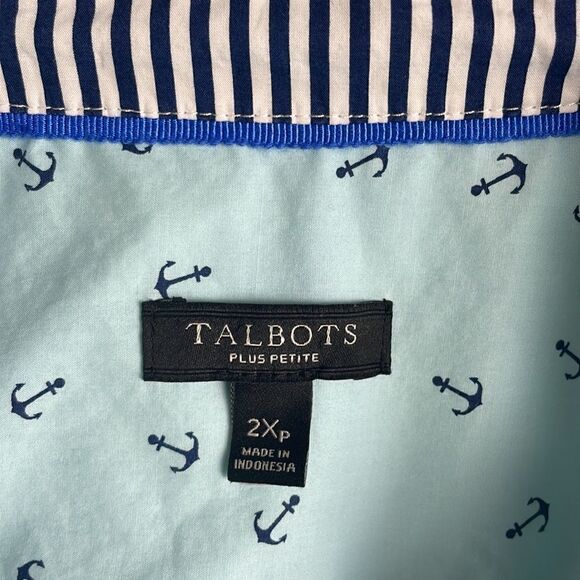 TALBOTS
PLUS PETITE
2XP
MADE IN
INDONESIA